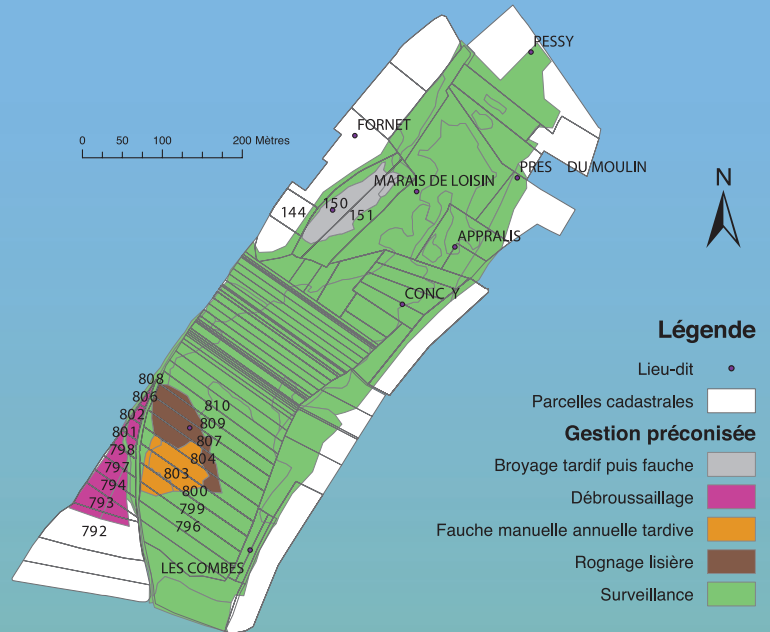 PESSY
0 50 100 200 Mètres
FORNET
PRES DU MOULIN
MARAIS DE LOISIN
N
150
144
151
APPRALIS
CONC Y
Légende
Lieu-dit
Parcelles cadastrales
Gestion préconisée
Broyage tardif puis fauche
Débroussaillage
Fauche manuelle annuelle tardive
Rognage lisière
Surveillance
808
806
802
801
798
797
794
793
792
810
809
807
804
803
800
799
796
LES COMBES